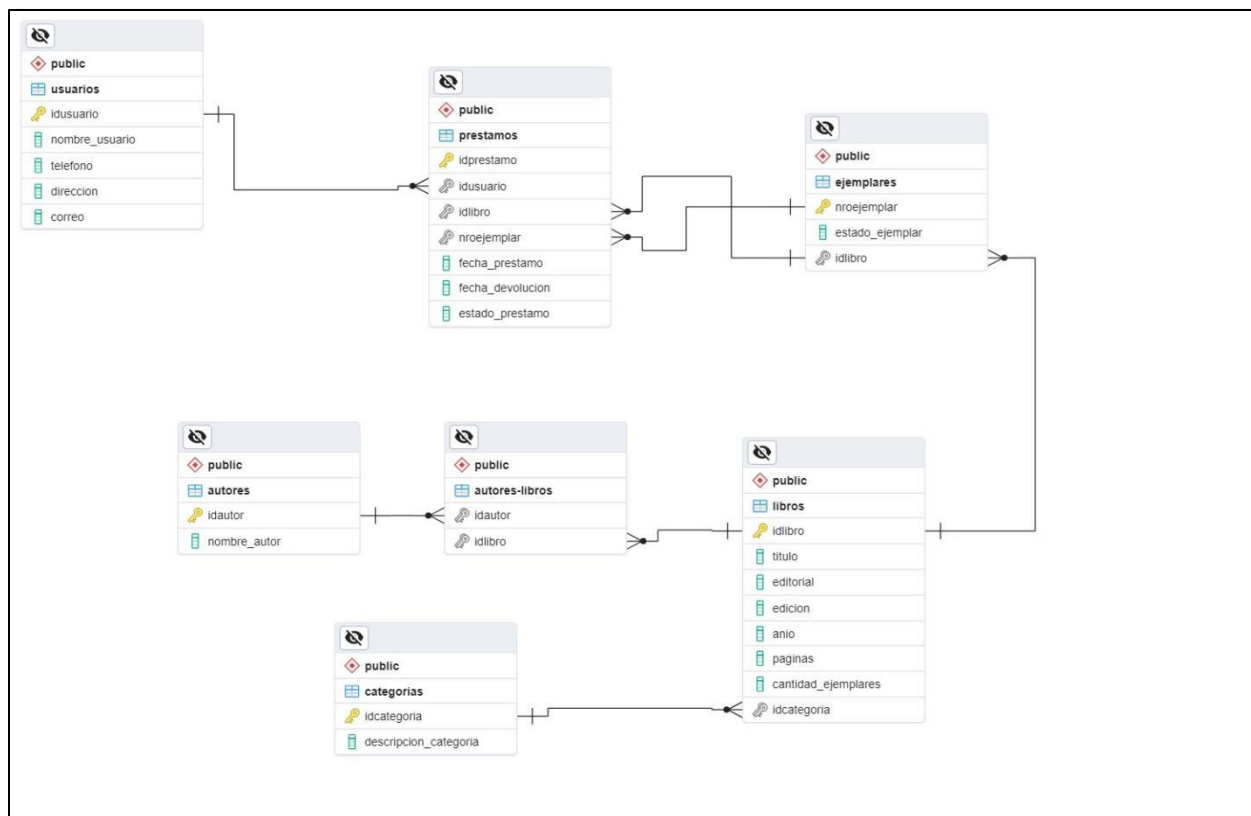 public
usuarios
idusuario
nombre_usuario
telefono
direccion
correo
public
prestamos
idprestamo
idusuario
idlibro
nroejemplar
fecha_prestamo
fecha_devolucion
estado_prestamo
public
ejemplares
nroejemplar
estado_ejemplar
idlibro
public
autores
idautor
nombre_autor
public
autores-libros
idautor
idlibro
public
libros
idlibro
titulo
editorial
edicion
anio
paginas
cantidad_ejemplares
idcategoria
public
categorias
idcategoria
descripcion_categoria